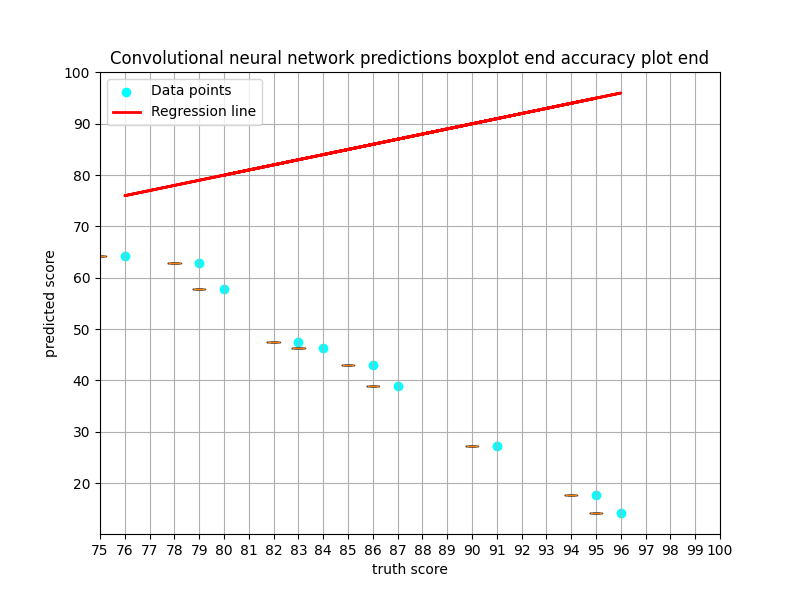 Convolutional neural network predictions boxplot end accuracy plot end
100
90
80
70
60
50
40
30
20
predicted score
Data points
Regression line
75 76 77 78 79 80 81 82 83 84 85 86 87 88 89 90 91 92 93 94 95 96 97 98 99 100
truth score